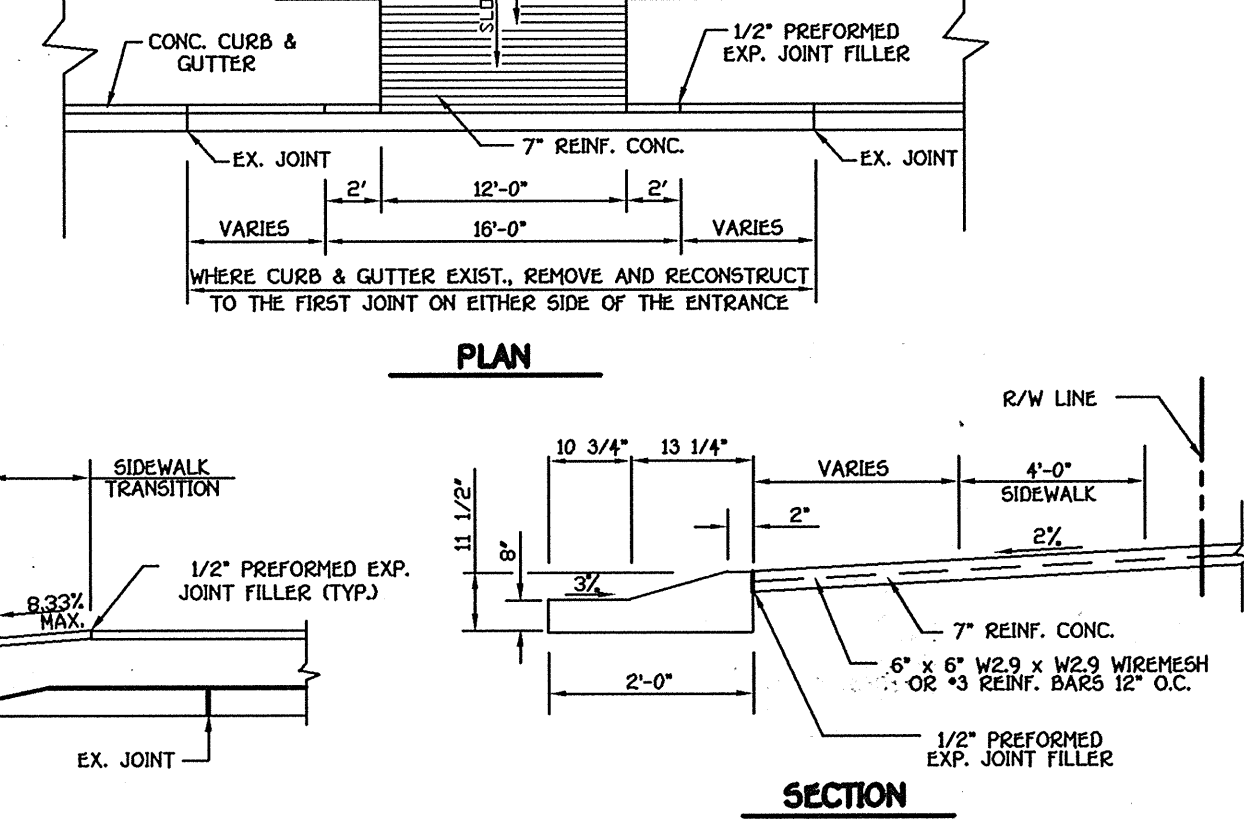 SLO
CONC. CURB &
GUTTER
1/2" PREFORMED
EXP. JOINT FILLER
EX. JOINT
7" REINF. CONC.
EX. JOINT
2'
12'-0"
2'
VARIES
16'-0"
VARIES
WHERE CURB & GUTTER EXIST., REMOVE AND RECONSTRUCT
TO THE FIRST JOINT ON EITHER SIDE OF THE ENTRANCE
PLAN
SIDEWALK
TRANSITION
1/2" PREFORMED EXP.
JOINT FILLER (TYP.)
8.33%
MAX.
EX. JOINT
R/W LINE
10 3/4"
13 1/4"
VARIES
4'-0"
SIDEWALK
11 1/2"
8"
2"
2%
3%
7" REINF. CONC.
6" x 6" W2.9 x W2.9 WIREMESH
OR #3 REINF. BARS 12" O.C.
2'-0"
1/2" PREFORMED
EXP. JOINT FILLER
SECTION